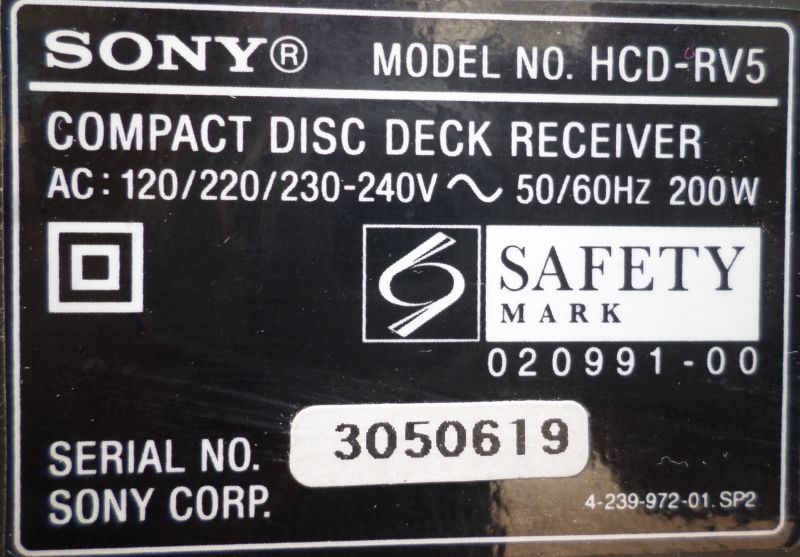 SONY® MODEL NO. HCD-RV5
COMPACT DISC DECK RECEIVER
AC: 120/220/230-240V ~ 50/60HZ 200W
SAFETY
MARK
020991-00
SERIAL NO. 3050619
SONY CORP. 4-239-972-01. SP2